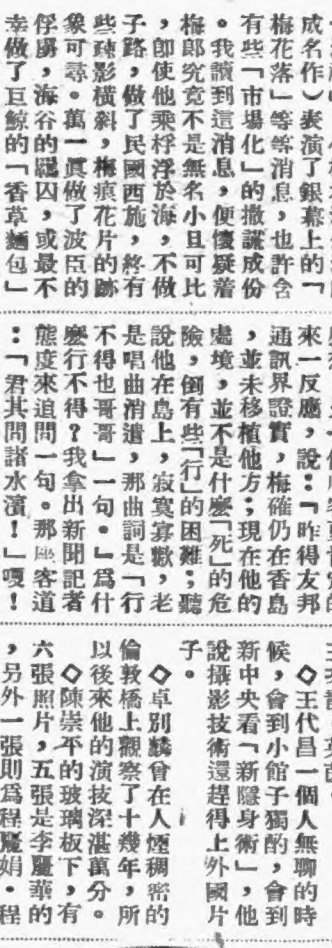 成名作）表演了銀幕上的「
梅花落」等等消息，也許含
有些「市場化」的撒謊成份
。我讀到這消息，便懷疑着
梅郎究竟不是無名小旦可比
，卽使他乘桴浮於海，不做
子路，做了民國西施，終有
些疎影橫斜，梅痕花片的跡
象可尋。萬一眞做了波臣的
俘虜，海谷的羈囚，或最不
幸做了巨鯨的「香草麵包」
來一反應，說：「昨得友邦
通訊界證實，梅確仍在香島
，並未移植他方；現在他的
處境，並不是什麼「死」的危
險，倒有些「行」的困難；聽
說他在島上，寂寞寡歡，老
是唱曲消遣，那曲詞是「行
不得也哥哥」一句。』爲什
麼行不得？我拿出新聞記者
態度來追問一句。那座客道
：「君其問諸水濱！」嗄！
◇王代昌一個人無聊的時
候，會到小館子獨酌，會到
新中央看「新隱身術」，他
說攝影技術還趕得上外國片
子。
◇卓別麟曾在人煙稠密的
倫敦橋上觀察了十幾年，所
以後來他的演技深湛萬分。
◇陳崇平的玻璃板下，有
六張照片，五張是李麗華的
，另外一張則爲程麗娟。程